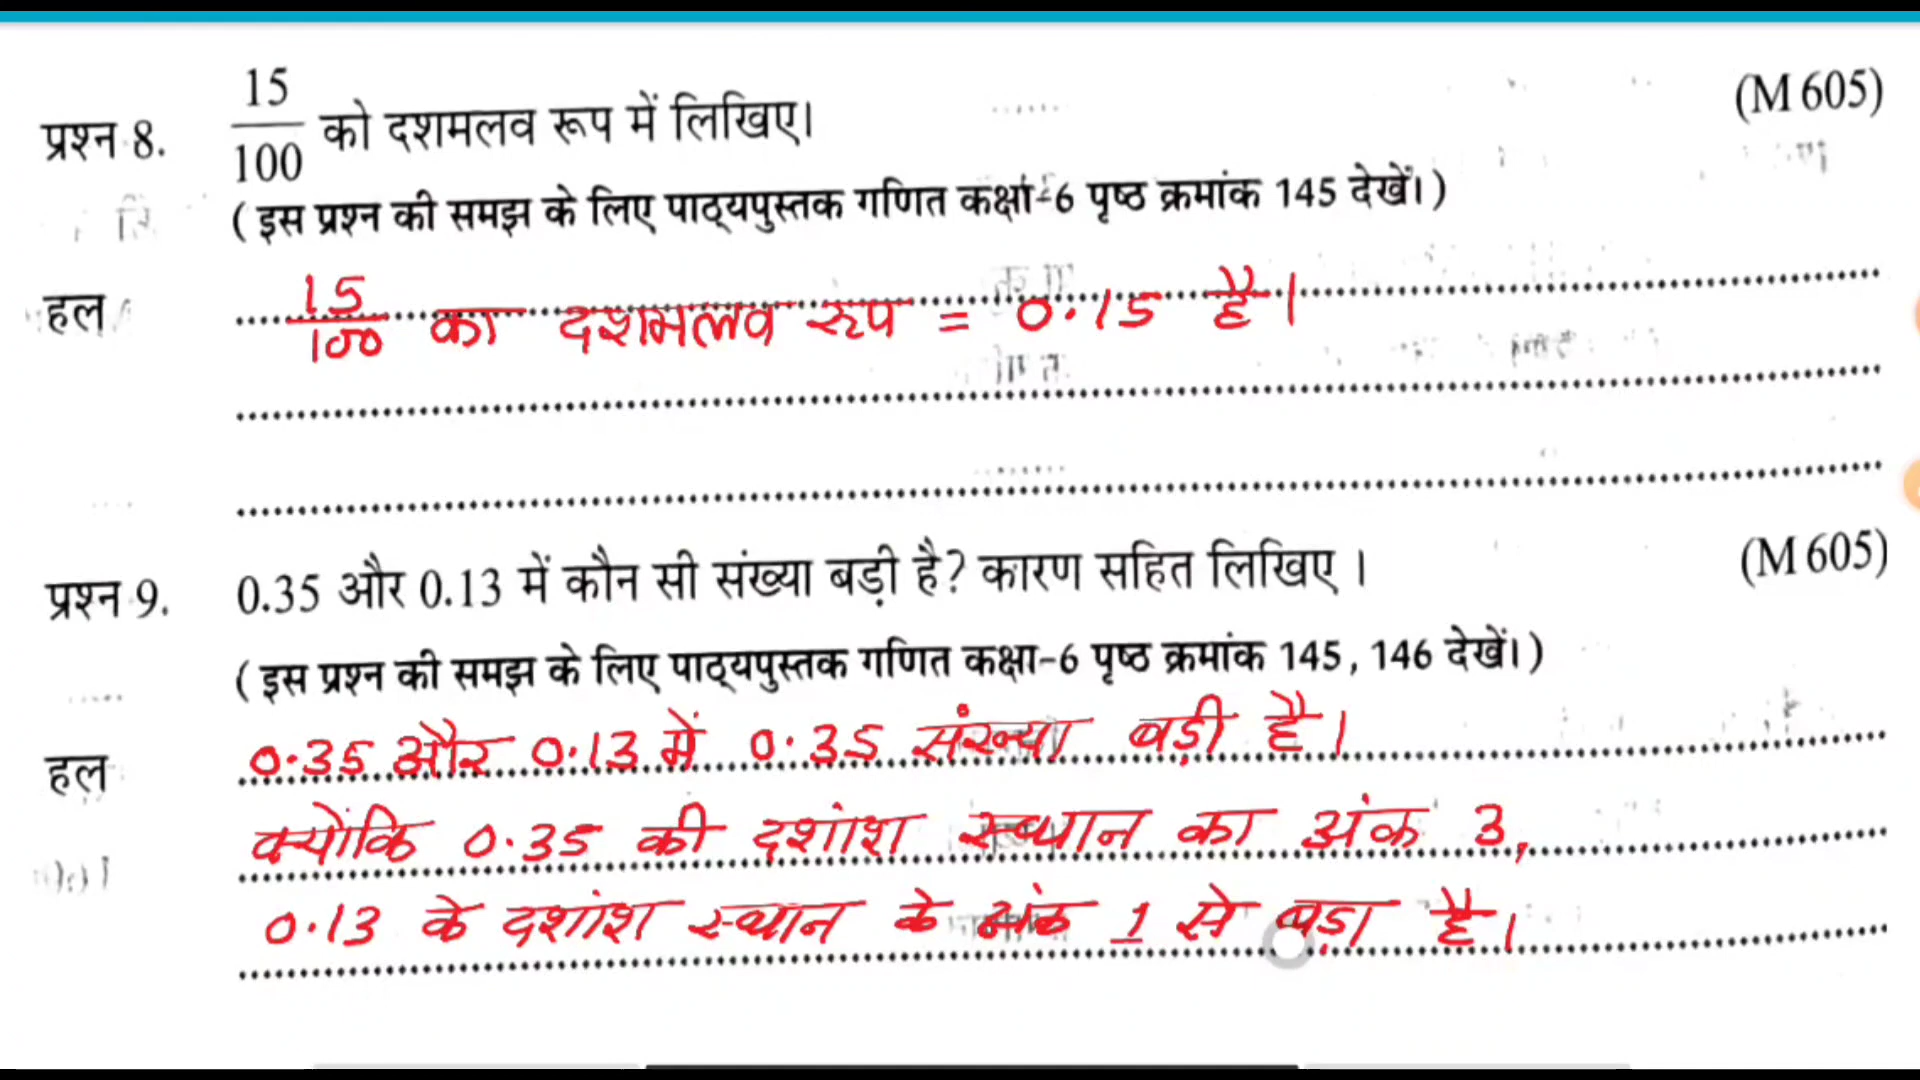 प्रश्न 8. 15/100 को दशमलव रूप में लिखिए। (M 605)
( इस प्रश्न की समझ के लिए पाठ्यपुस्तक गणित कक्षा-6 पृष्ठ क्रमांक 145 देखें। )
हल 15/100 का दशमलव रूप = 0.15 है।
प्रश्न 9. 0.35 और 0.13 में कौन सी संख्या बड़ी है? कारण सहित लिखिए । (M 605)
( इस प्रश्न की समझ के लिए पाठ्यपुस्तक गणित कक्षा-6 पृष्ठ क्रमांक 145, 146 देखें। )
हल 0.35 और 0.13 में 0.35 संख्या बड़ी है।
क्योंकि 0.35 की दशांश स्थान का अंक 3,
0.13 के दशांश स्थान के अंक 1 से बड़ा है।